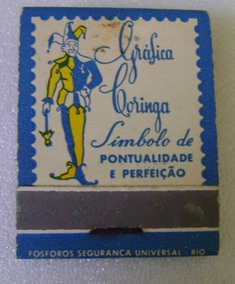 Gráfica
Coringa
Símbolo de
PONTUALIDADE
E PERFEIÇÃO
FOSFOROS SEGURANÇA UNIVERSAL - RIO